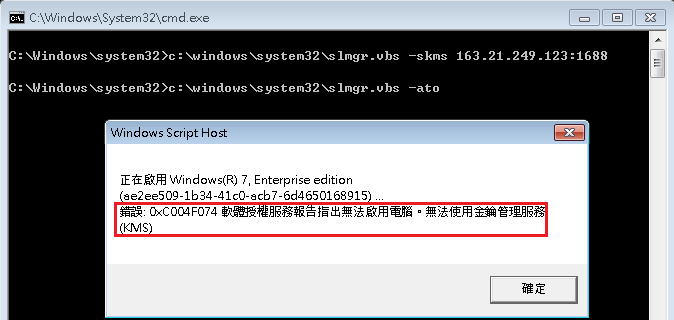 C:\Windows\System32\cmd.exe
C:\Windows\system32>c:\windows\system32\slmgr.vbs -skms 163.21.249.123:1688
C:\Windows\system32>c:\windows\system32\slmgr.vbs -ato
Windows Script Host
正在啟用 Windows(R) 7, Enterprise edition
(ae2ee509-1b34-41c0-acb7-6d4650168915) ...
錯誤: 0xC004F074 軟體授權服務報告指出無法啟用電腦。無法使用金鑰管理服務
(KMS)
確定